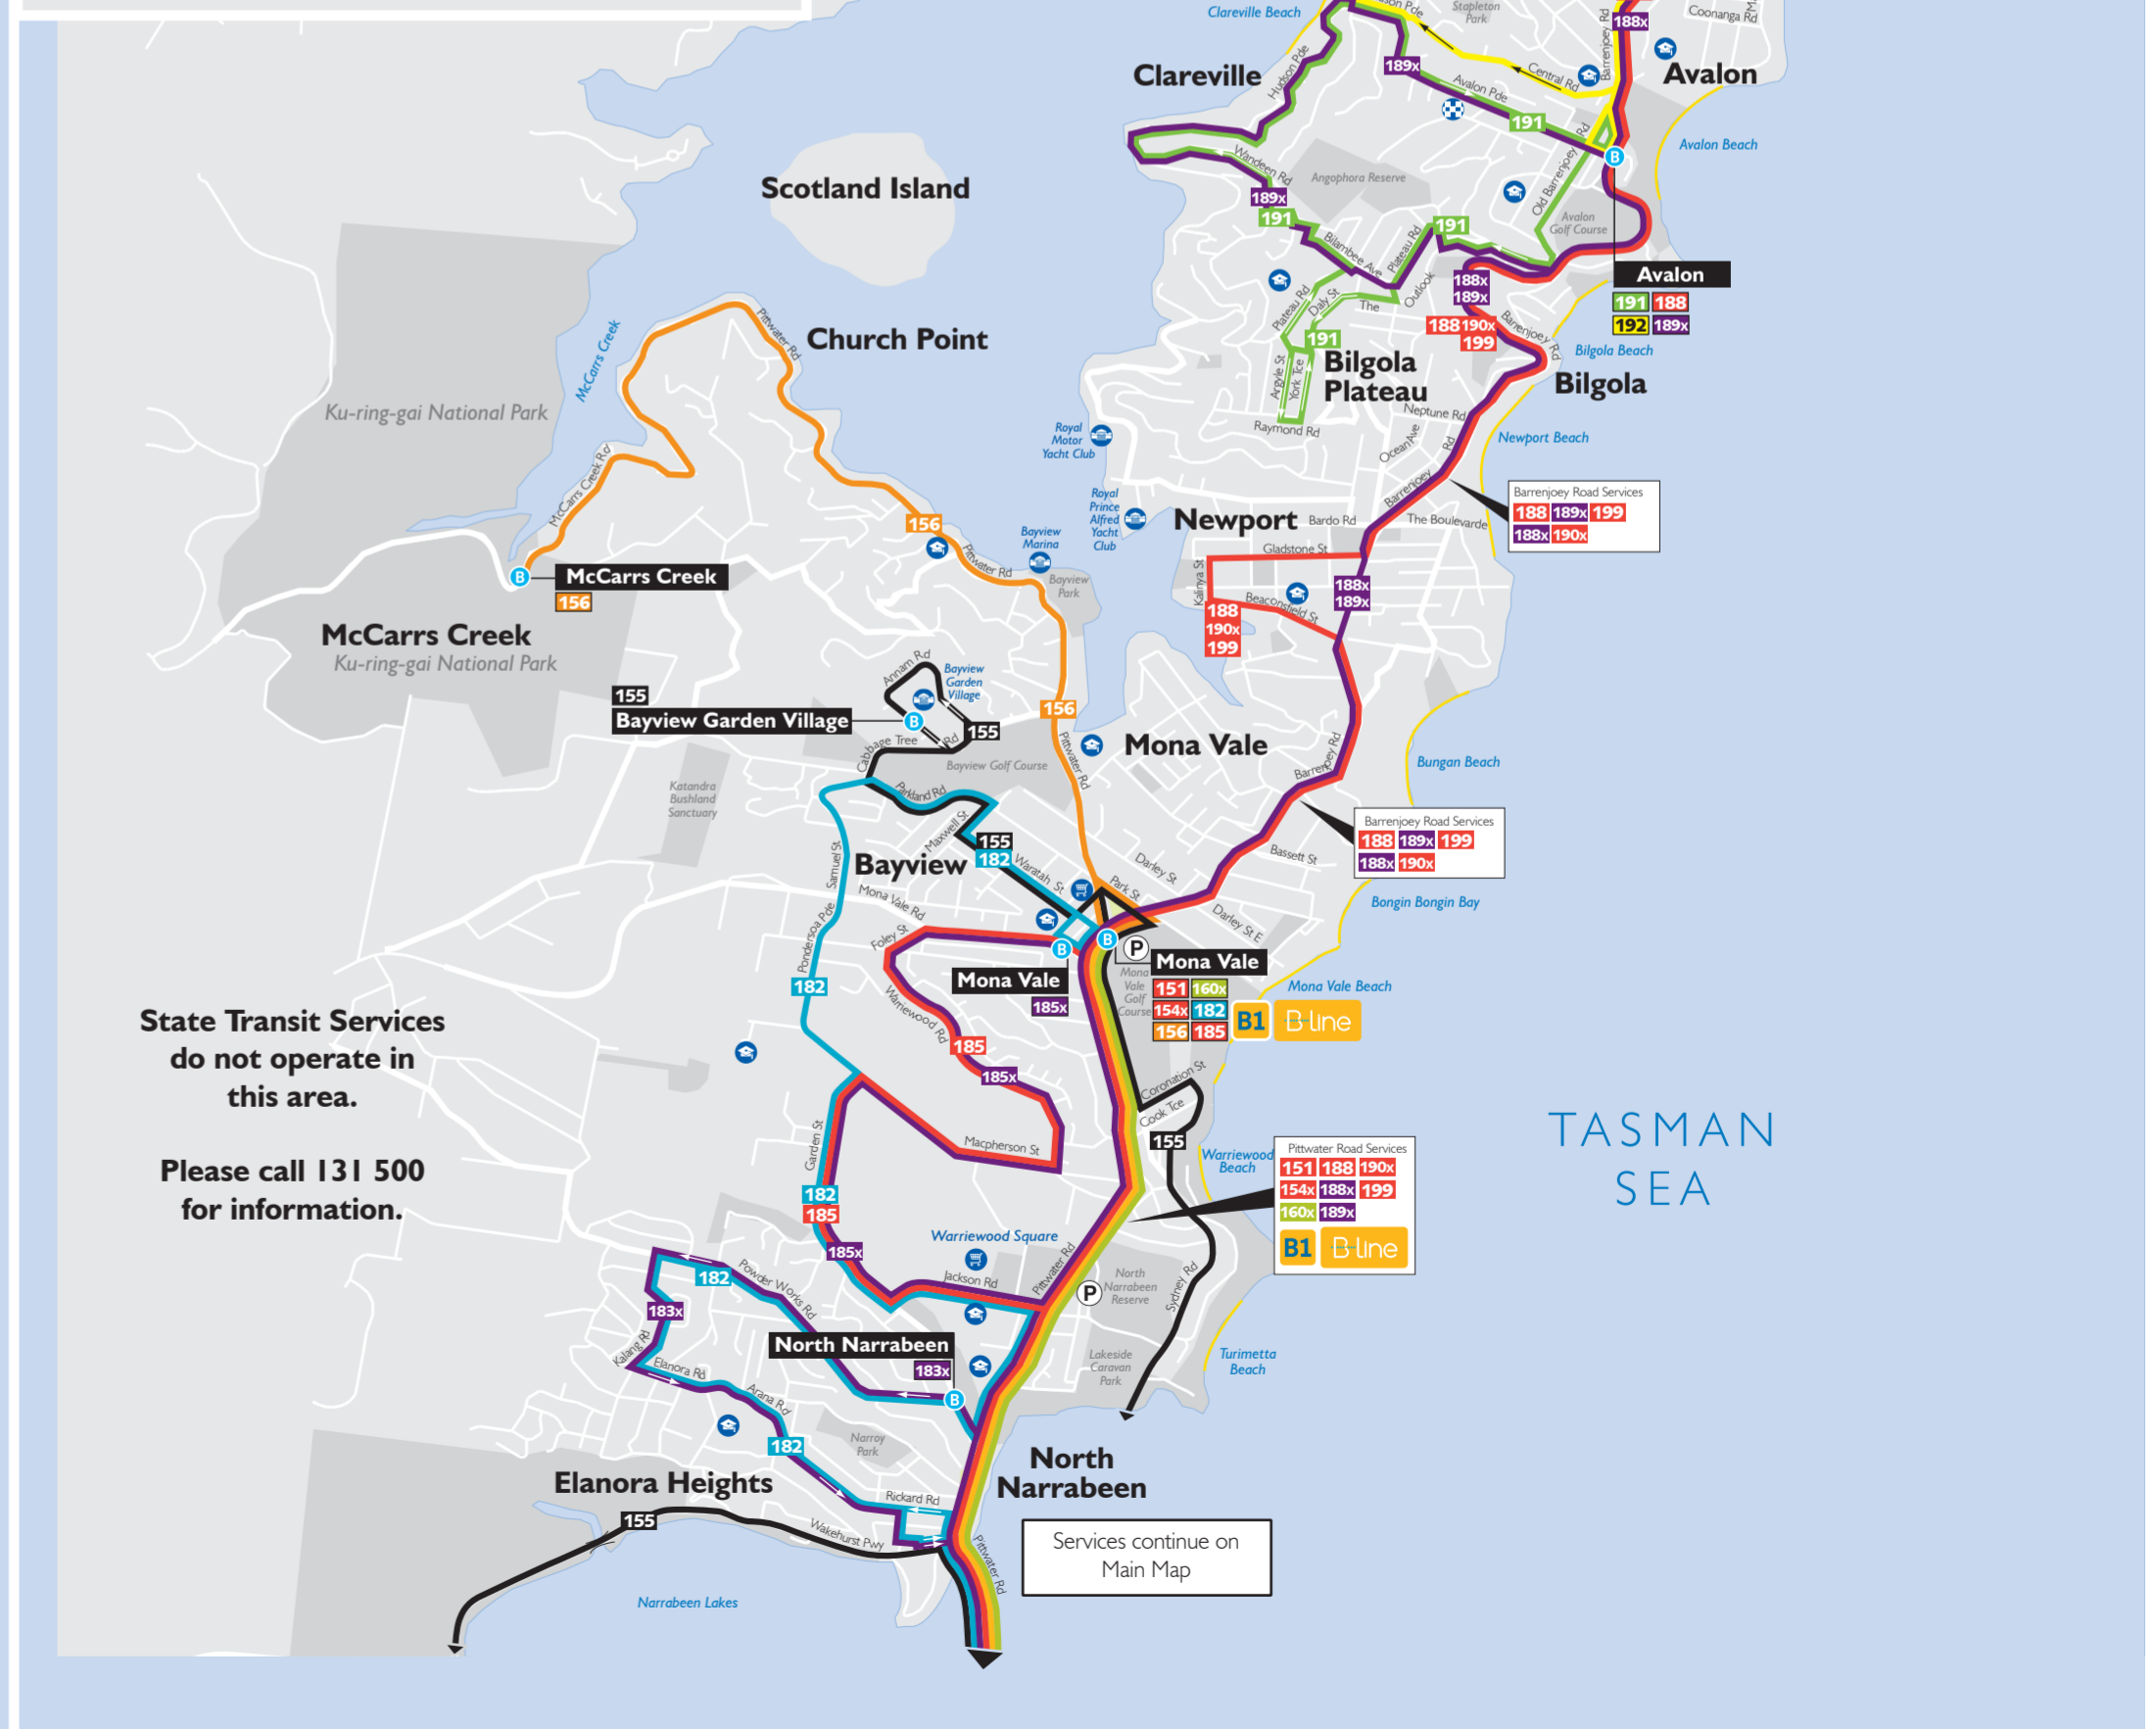 Clareville Beach
Stapleton
Park
Coonanga Rd
188x
Barrenjoey Rd
Clareville
Hudson Pde
189x
Central Rd
Avalon
Avalon Pde
191
Avalon Beach
Wandeen Rd
Angophora Reserve
Old Barrenjoey Rd
B
Scotland Island
189x
191
191
Avalon
Golf Course
Bilambee Ave
Plateau Rd
Outlook
188x
189x
Avalon
191 188
192 189x
Plateau Rd
Daly St
The
188 190x
199
Barrenjoey Rd
Bilgola Beach
191
Bilgola
Plateau
Bilgola
Argyle St
York Tce
Raymond Rd
Neptune Rd
Ocean Ave
Newport Beach
McCarrs Creek
Pittwater Rd
Church Point
Ku-ring-gai National Park
Royal
Motor
Yacht Club
McCarrs Creek Rd
Royal
Prince
Alfred
Yacht
Club
Barrenjoey Rd
Barrenjoey Road Services
188 189x 199
188x 190x
156
Bayview
Marina
Newport
Bardo Rd
The Boulevarde
Gladstone St
Pittwater Rd
Bayview
Park
B
McCarrs Creek
156
Kalinya St
Beaconsfield St
188x
189x
188
190x
199
McCarrs Creek
Ku-ring-gai National Park
Annam Rd
Bayview
Garden
Village
155
Bayview Garden Village
B
155
156
Cabbage Tree Rd
Bayview Golf Course
Pittwater Rd
Mona Vale
Barrenjoey Rd
Bungan Beach
Katandra
Bushland
Sanctuary
Parkland Rd
Maxwell St
155
182
Barrenjoey Road Services
188 189x 199
188x 190x
Bassett St
Samuel St
Bayview
Waratah St
Darley St
Park St
Mona Vale Rd
Bongin Bongin Bay
Darley St E
Foley St
Ponderosa Pde
B
B
P
Mona Vale
185x
Mona
Vale
Golf
Course
Mona Vale
151 160x
154x 182
156 185
B1 B-line
Mona Vale Beach
182
Warriewood Rd
185
185x
State Transit Services
do not operate in
this area.
Please call 131 500
for information.
Coronation St
Cook Tce
155
Macpherson St
Garden St
Warriewood
Beach
TASMAN
SEA
Pittwater Road Services
151 188 190x
154x 188x 199
160x 189x
B1 B-line
182
185
185x
Warriewood Square
Jackson Rd
Pittwater Rd
P
North
Narrabeen
Reserve
Sydney Rd
182
Powder Works Rd
183x
Kalang Rd
Elanora Rd
North Narrabeen
183x
B
Lakeside
Caravan
Park
Turimetta
Beach
Arana Rd
182
Narroy
Park
Elanora Heights
Rickard Rd
North
Narrabeen
155
Wakehurst Pwy
Pittwater Rd
Services continue on
Main Map
Narrabeen Lakes